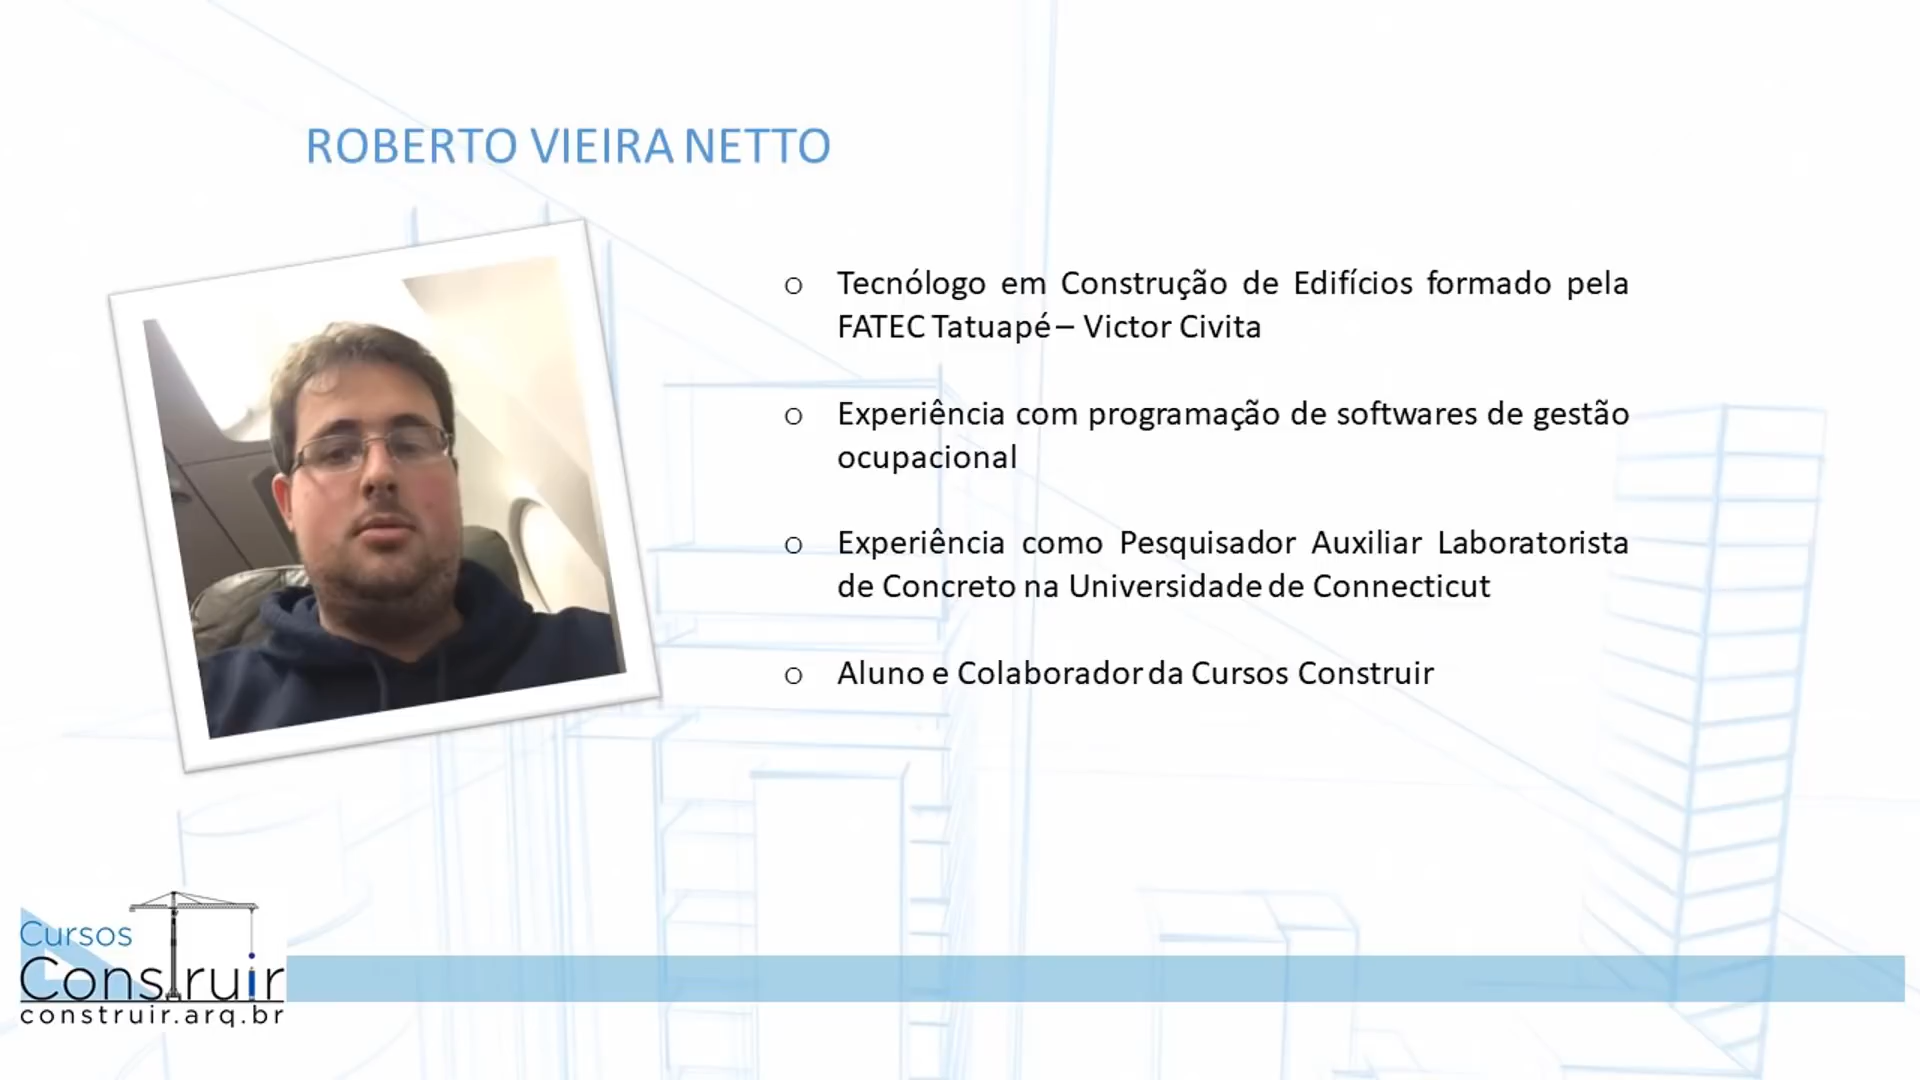 ROBERTO VIEIRA NETTO
o Tecnólogo em Construção de Edifícios formado pela
FATEC Tatuapé – Victor Civita
o Experiência com programação de softwares de gestão
ocupacional
o Experiência como Pesquisador Auxiliar Laboratorista
de Concreto na Universidade de Connecticut
o Aluno e Colaborador da Cursos Construir
Cursos
Construir
construir.arq.br